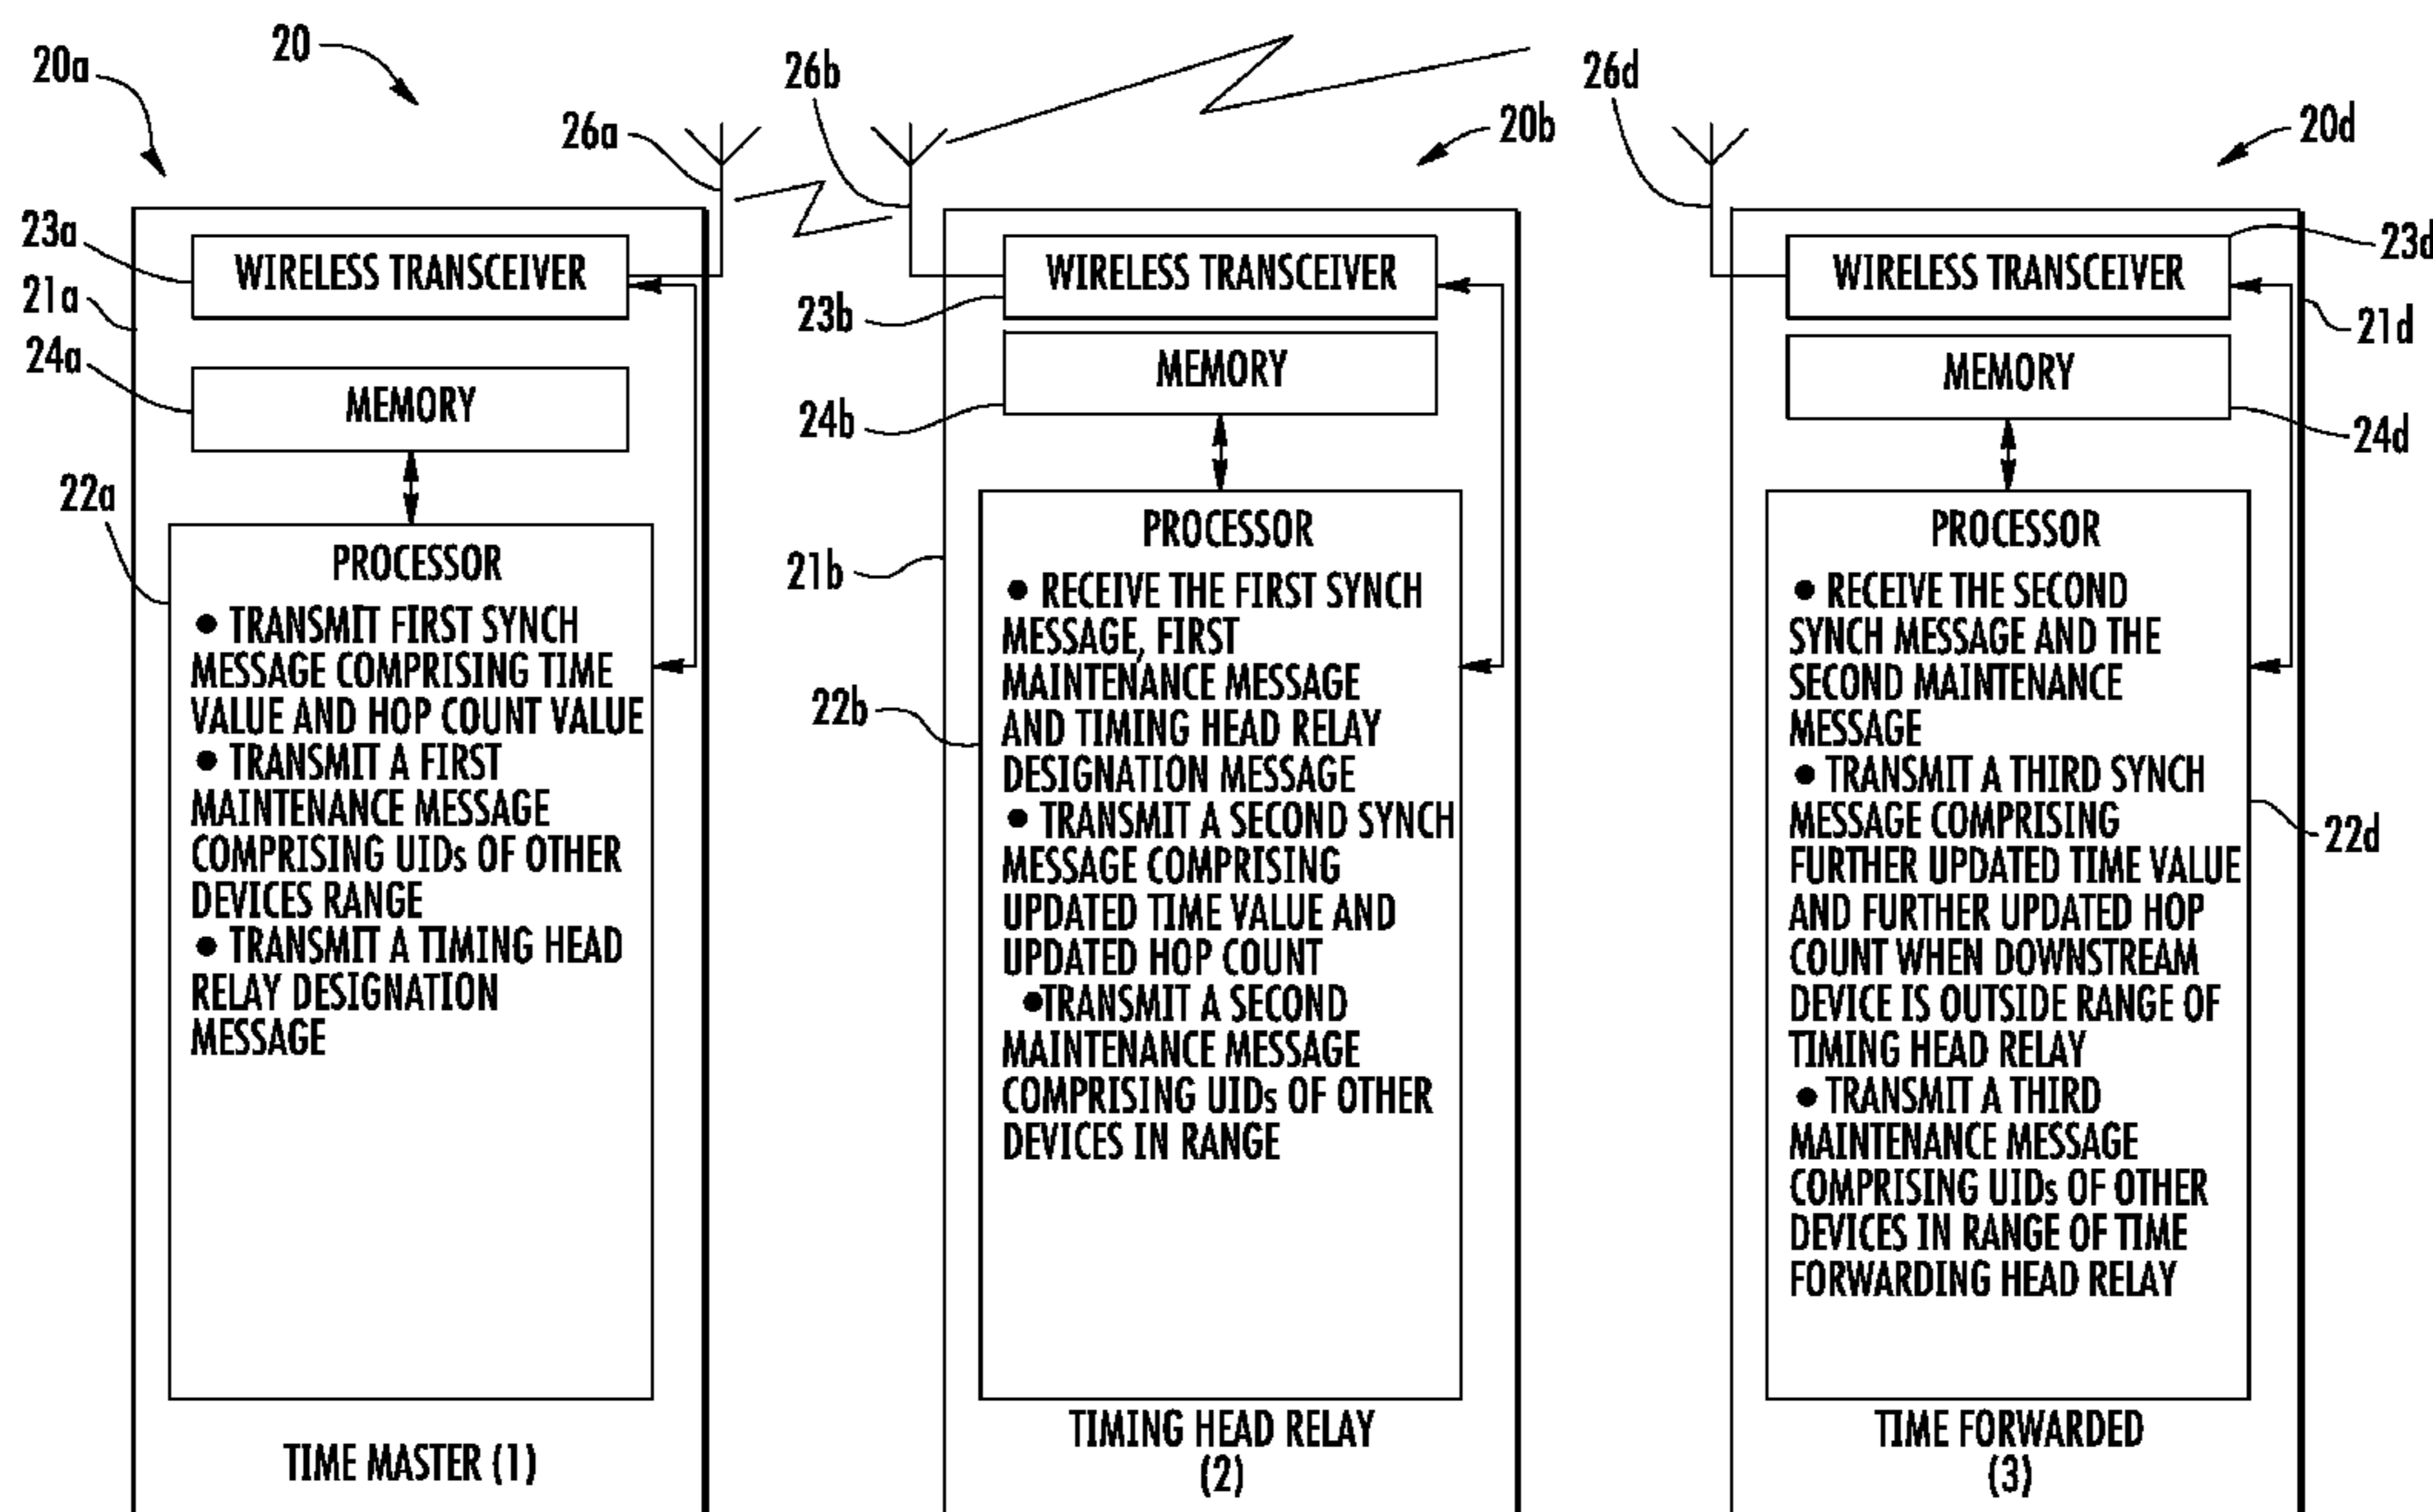 20a
20
26a
26b
20b
26d
20d
23a
21a
24a
22a
WIRELESS TRANSCEIVER
MEMORY
PROCESSOR
● TRANSMIT FIRST SYNCH
MESSAGE COMPRISING TIME
VALUE AND HOP COUNT VALUE
● TRANSMIT A FIRST
MAINTENANCE MESSAGE
COMPRISING UIDs OF OTHER
DEVICES RANGE
● TRANSMIT A TIMING HEAD
RELAY DESIGNATION
MESSAGE
TIME MASTER (1)
23b
24b
21b
22b
WIRELESS TRANSCEIVER
MEMORY
PROCESSOR
● RECEIVE THE FIRST SYNCH
MESSAGE, FIRST
MAINTENANCE MESSAGE
AND TIMING HEAD RELAY
DESIGNATION MESSAGE
● TRANSMIT A SECOND SYNCH
MESSAGE COMPRISING
UPDATED TIME VALUE AND
UPDATED HOP COUNT
●TRANSMIT A SECOND
MAINTENANCE MESSAGE
COMPRISING UIDs OF OTHER
DEVICES IN RANGE
TIMING HEAD RELAY
(2)
WIRELESS TRANSCEIVER
MEMORY
PROCESSOR
● RECEIVE THE SECOND
SYNCH MESSAGE AND THE
SECOND MAINTENANCE
MESSAGE
● TRANSMIT A THIRD SYNCH
MESSAGE COMPRISING
FURTHER UPDATED TIME VALUE
AND FURTHER UPDATED HOP
COUNT WHEN DOWNSTREAM
DEVICE IS OUTSIDE RANGE OF
TIMING HEAD RELAY
● TRANSMIT A THIRD
MAINTENANCE MESSAGE
COMPRISING UIDs OF OTHER
DEVICES IN RANGE OF TIME
FORWARDING HEAD RELAY
TIME FORWARDED
(3)
23d
21d
24d
22d